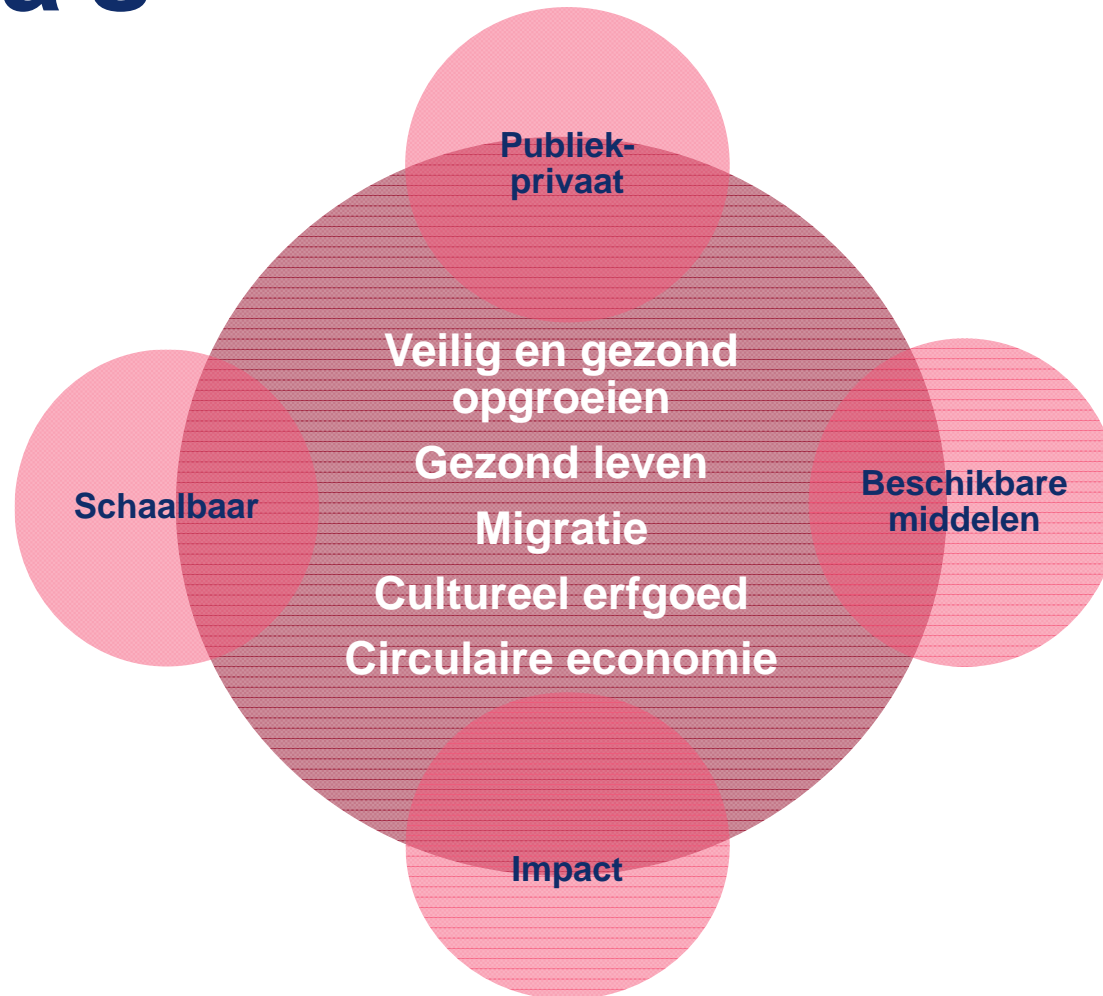 Publiek-
privaat
Veilig en gezond
opgroeien
Gezond leven
Migratie
Cultureel erfgoed
Circulaire economie
Schaalbaar
Beschikbare
middelen
Impact